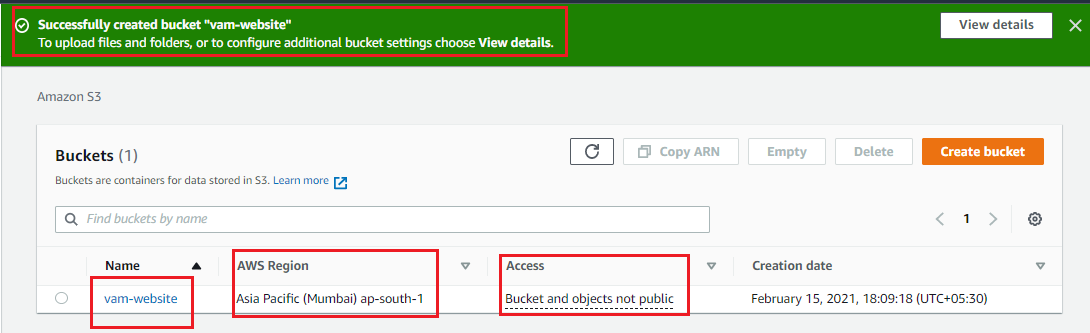 Successfully created bucket "vam-website"
To upload files and folders, or to configure additional bucket settings choose View details.
View details
Amazon S3
Buckets (1)
Copy ARN
Empty
Delete
Create bucket
Buckets are containers for data stored in S3. Learn more
Find buckets by name
1
Name
AWS Region
Access
Creation date
vam-website
Asia Pacific (Mumbai) ap-south-1
Bucket and objects not public
February 15, 2021, 18:09:18 (UTC+05:30)